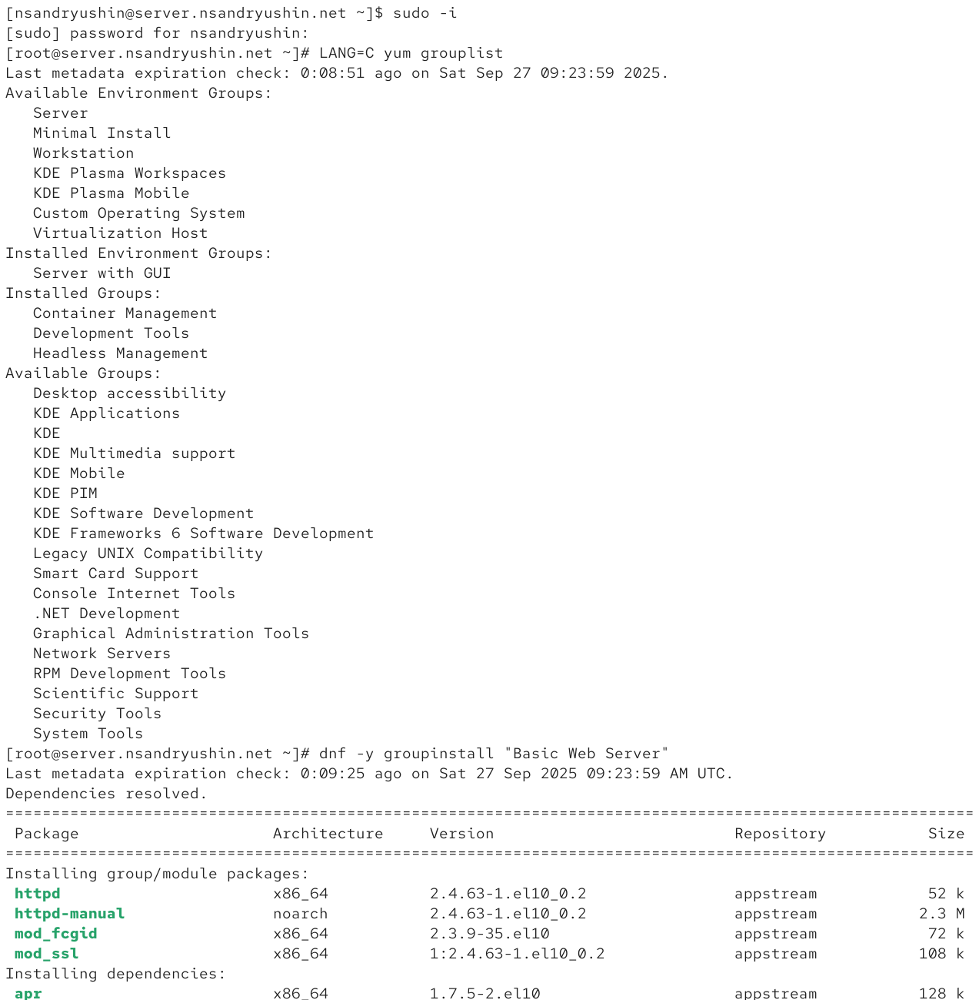 [nsandryushin@server.nsandryushin.net ~]$ sudo -i
[sudo] password for nsandryushin:
[root@server.nsandryushin.net ~]# LANG=C yum grouplist
Last metadata expiration check: 0:08:51 ago on Sat Sep 27 09:23:59 2025.
Available Environment Groups:
   Server
   Minimal Install
   Workstation
   KDE Plasma Workspaces
   KDE Plasma Mobile
   Custom Operating System
   Virtualization Host
Installed Environment Groups:
   Server with GUI
Installed Groups:
   Container Management
   Development Tools
   Headless Management
Available Groups:
   Desktop accessibility
   KDE Applications
   KDE
   KDE Multimedia support
   KDE Mobile
   KDE PIM
   KDE Software Development
   KDE Frameworks 6 Software Development
   Legacy UNIX Compatibility
   Smart Card Support
   Console Internet Tools
   .NET Development
   Graphical Administration Tools
   Network Servers
   RPM Development Tools
   Scientific Support
   Security Tools
   System Tools
[root@server.nsandryushin.net ~]# dnf -y groupinstall "Basic Web Server"
Last metadata expiration check: 0:09:25 ago on Sat 27 Sep 2025 09:23:59 AM UTC.
Dependencies resolved.
=========================================================================================================
 Package                     Architecture     Version                          Repository           Size
=========================================================================================================
Installing group/module packages:
 httpd                       x86_64           2.4.63-1.el10_0.2                appstream            52 k
 httpd-manual                noarch           2.4.63-1.el10_0.2                appstream           2.3 M
 mod_fcgid                   x86_64           2.3.9-35.el10                    appstream            72 k
 mod_ssl                     x86_64           1:2.4.63-1.el10_0.2              appstream           108 k
Installing dependencies:
 apr                         x86_64           1.7.5-2.el10                     appstream           128 k